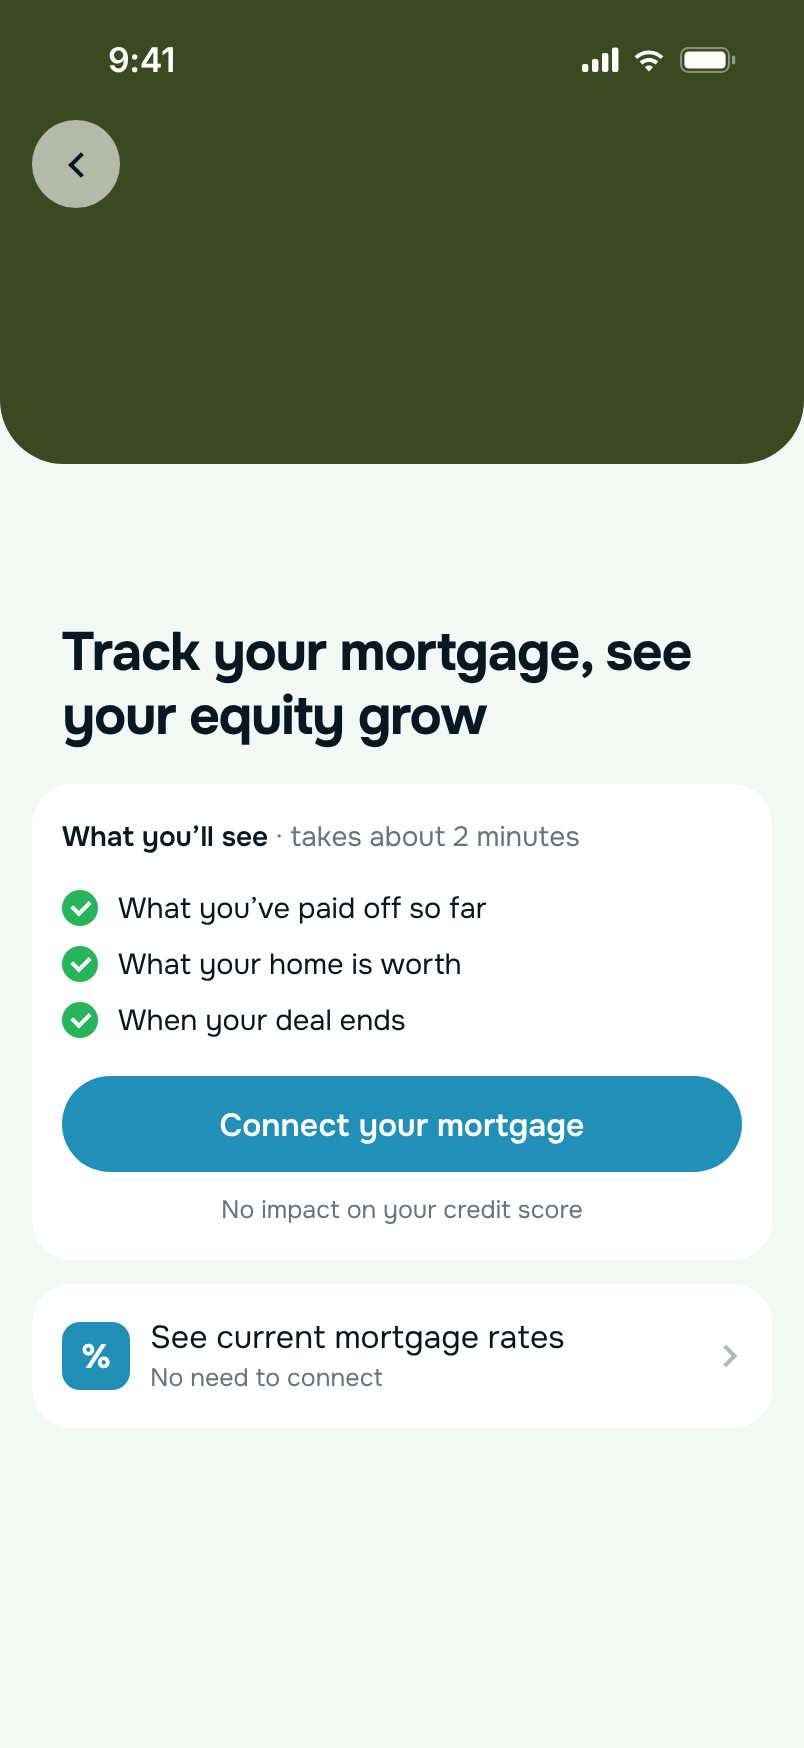 9:41
Track your mortgage, see
your equity grow
What you’ll see · takes about 2 minutes
What you’ve paid off so far
What your home is worth
When your deal ends
Connect your mortgage
No impact on your credit score
%
See current mortgage rates
No need to connect